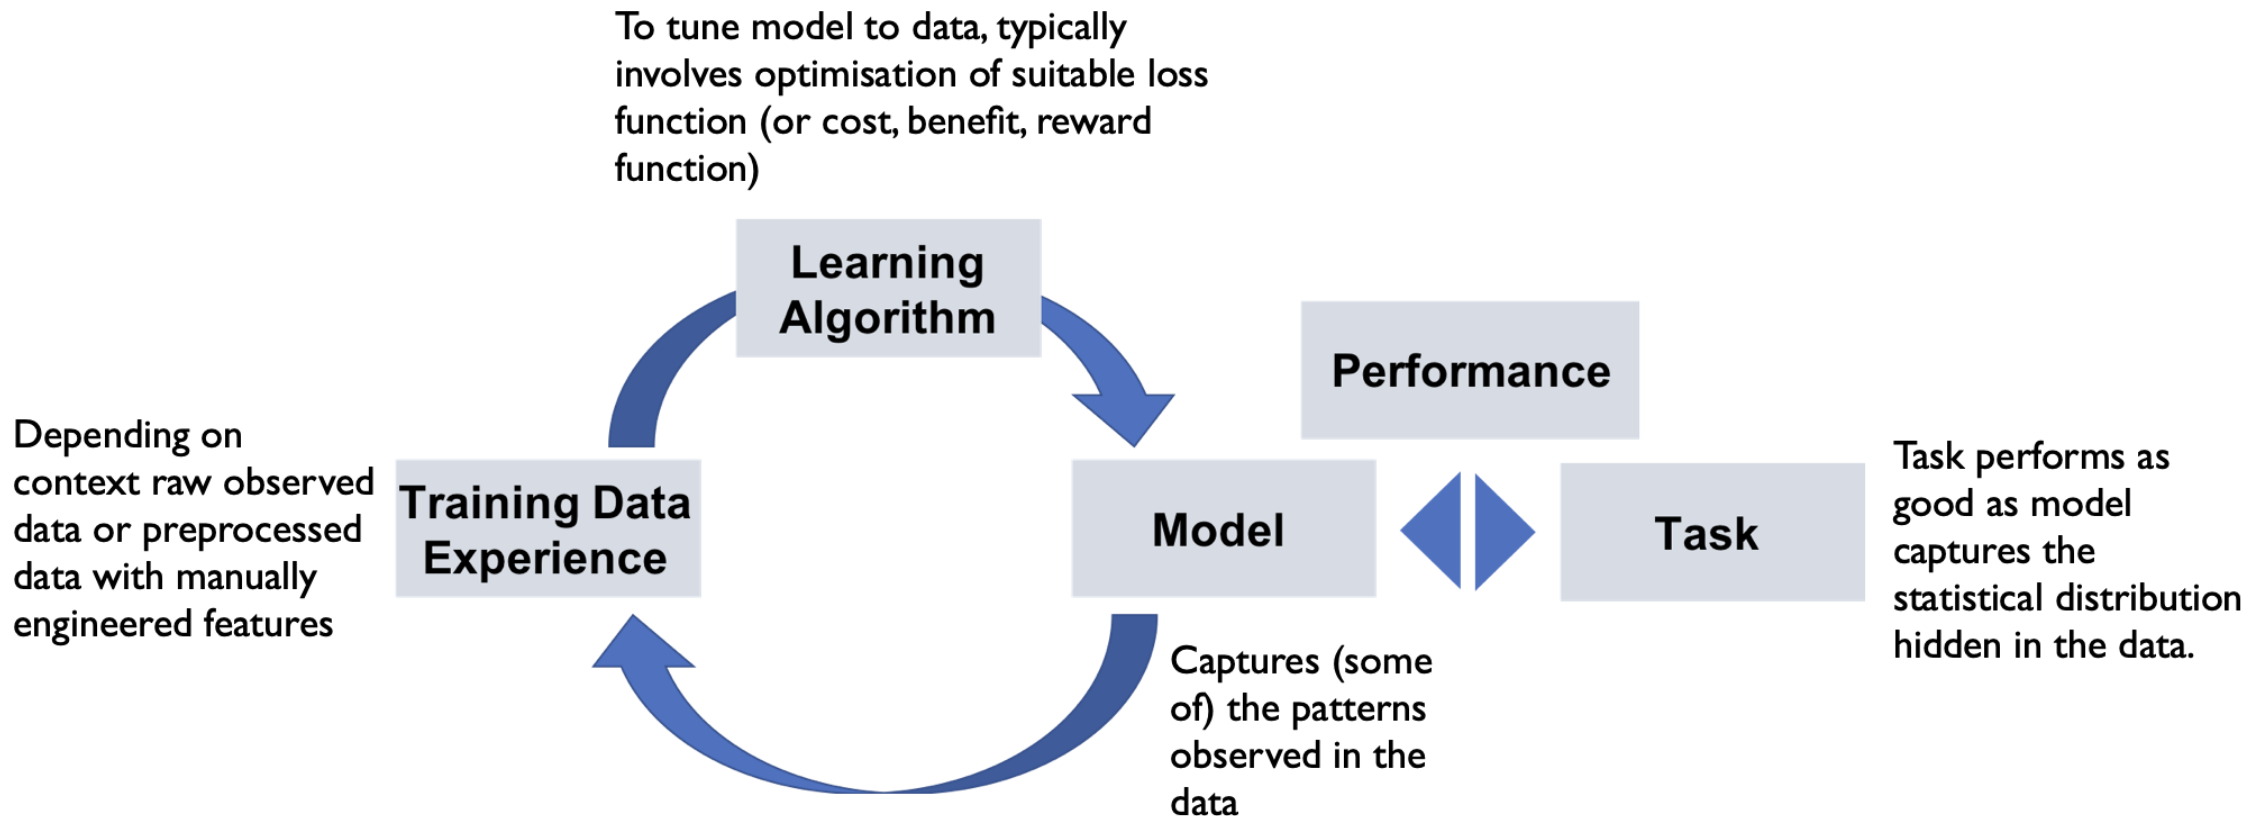 To tune model to data, typically
involves optimisation of suitable loss
function (or cost, benefit, reward
function)
Learning
Algorithm
Performance
Depending on
context raw observed
data or preprocessed
data with manually
engineered features
Training Data
Experience
Model
Task
Task performs as
good as model
captures the
statistical distribution
hidden in the data.
Captures (some
of) the patterns
observed in the
data